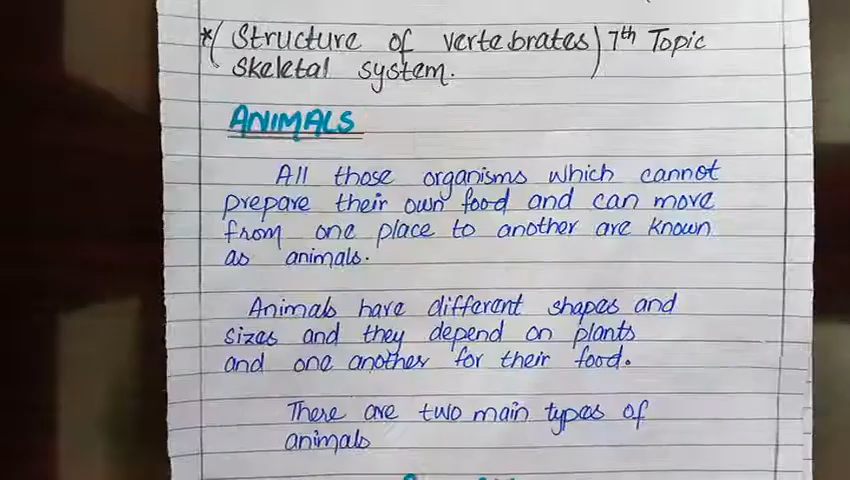 *( Structure of vertebrates) 7th Topic
skeletal system.
ANIMALS
All those organisms which cannot
prepare their own food and can move
from one place to another are known
as animals.
Animals have different shapes and
sizes and they depend on plants
and one another for their food.
There are two main types of
animals